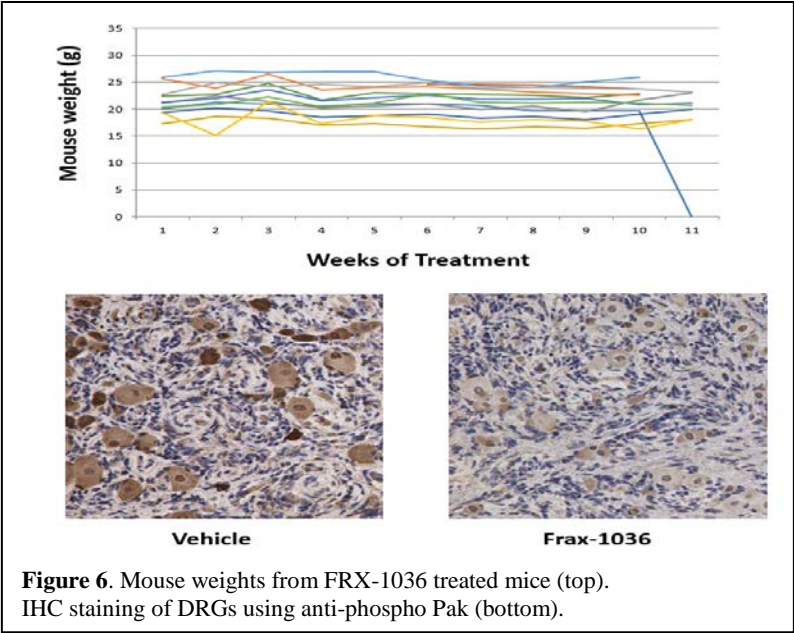 35
30
25
20
15
10
5
0
Mouse weight (g)
1 2 3 4 5 6 7 8 9 10 11
Weeks of Treatment
Vehicle Frax-1036
Figure 6. Mouse weights from FRX-1036 treated mice (top).
IHC staining of DRGs using anti-phospho Pak (bottom).